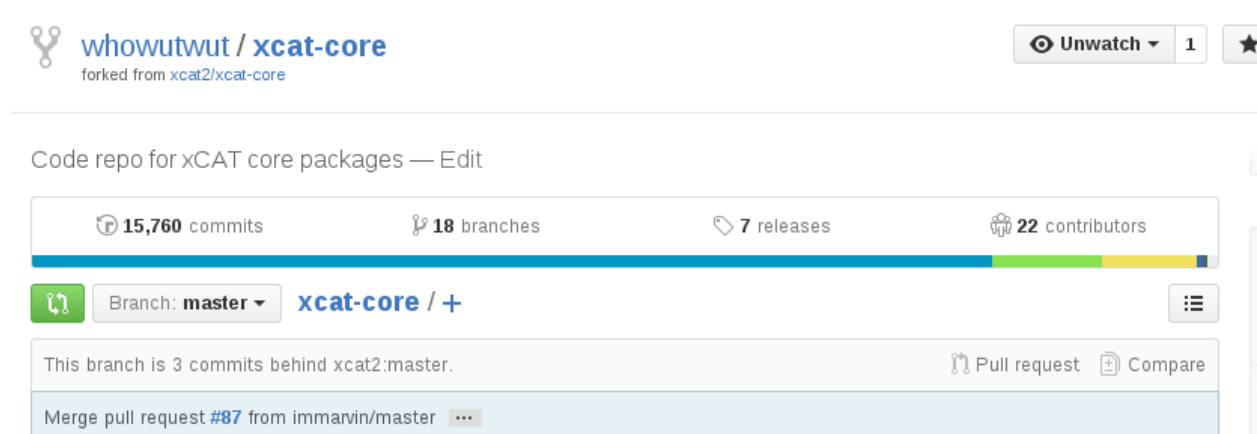 whowutwut / xcat-core
Unwatch 1
forked from xcat2/xcat-core
Code repo for xCAT core packages — Edit
15,760 commits 18 branches 7 releases 22 contributors
Branch: master xcat-core / +
This branch is 3 commits behind xcat2:master. Pull request Compare
Merge pull request #87 from immarvin/master ...